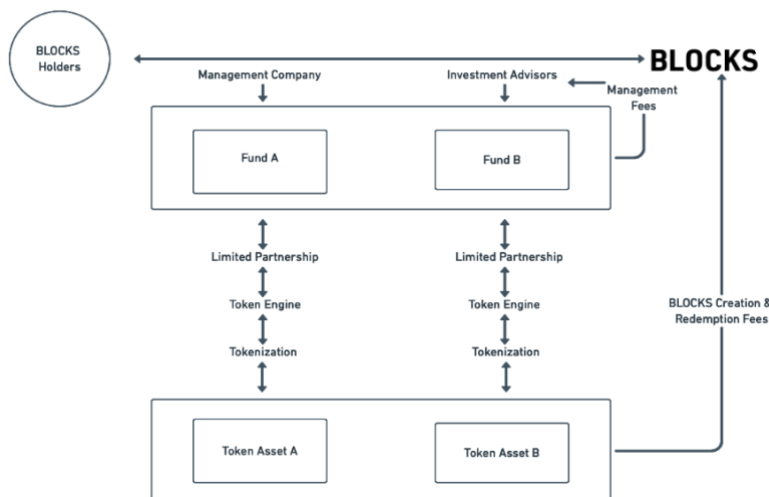 BLOCKS
Holders
BLOCKS
Management Company
Investment Advisors
Management
Fees
Fund A
Fund B
Limited Partnership
Limited Partnership
Token Engine
Token Engine
BLOCKS Creation &
Redemption Fees
Tokenization
Tokenization
Token Asset A
Token Asset B